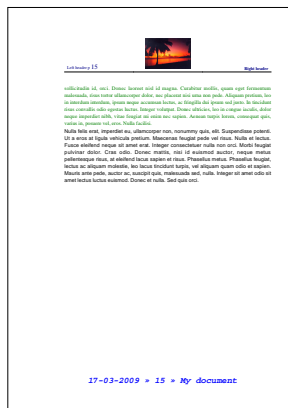 Left header y 15
Right header
sollicitudin id, orci. Donec laoreet nisl id magna. Curabitur mollis, quam eget fermentum
malesuada, risus tortor ullamcorper dolor, nec placerat nisi urna non pede. Aliquam pretium, leo
in interdum interdum, ipsum neque accumsan lectus, ac fringilla dui ipsum sed justo. In tincidunt
risus convallis odio egestas luctus. Integer volutpat. Donec ultricies, leo in congue iaculis, dolor
neque imperdiet nibh, vitae feugiat mi enim nec sapien. Aenean turpis lorem, consequat quis,
varius in, posuere vel, eros. Nulla facilisi.
Nulla felis erat, imperdiet eu, ullamcorper non, nonummy quis, elit. Suspendisse potenti.
Ut a eros at ligula vehicula pretium. Maecenas feugiat pede vel risus. Nulla et lectus.
Fusce eleifend neque sit amet erat. Integer consectetuer nulla non orci. Morbi feugiat
pulvinar dolor. Cras odio. Donec mattis, nisi id euismod auctor, neque metus
pellentesque risus, at eleifend lacus sapien et risus. Phasellus metus. Phasellus feugiat,
lectus ac aliquam molestie, leo lacus tincidunt turpis, vel aliquam quam odio et sapien.
Mauris ante pede, auctor ac, suscipit quis, malesuada sed, nulla. Integer sit amet odio sit
amet lectus luctus euismod. Donec et nulla. Sed quis orci.
17-03-2009 » 15 » My document